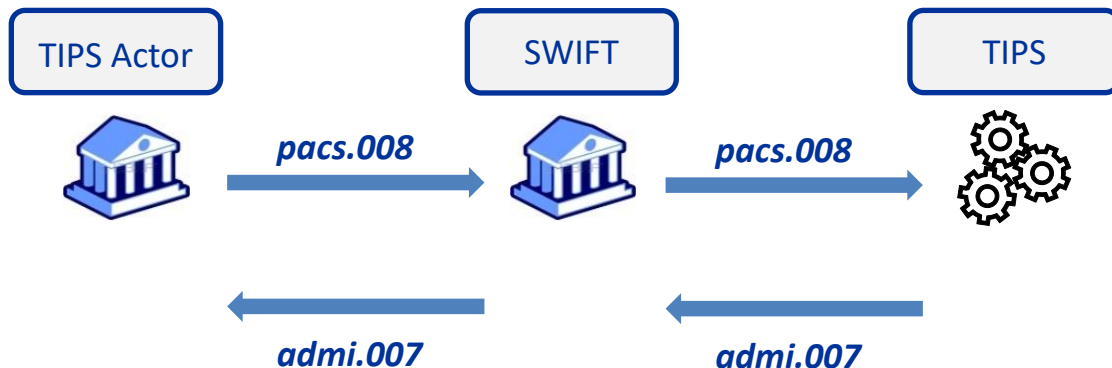 TIPS Actor
SWIFT
TIPS
pacs.008
pacs.008
admi.007
admi.007